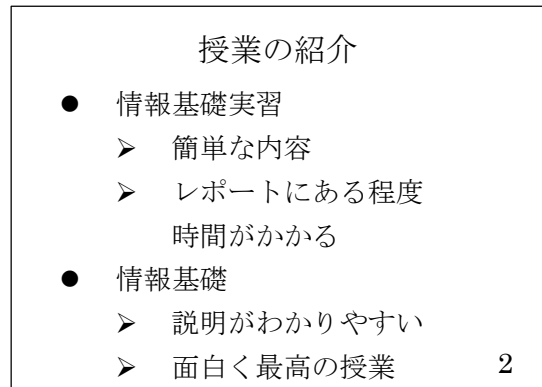 授業の紹介
● 情報基礎実習
➢ 簡単な内容
➢ レポートにある程度
時間がかかる
● 情報基礎
➢ 説明がわかりやすい
➢ 面白く最高の授業 2